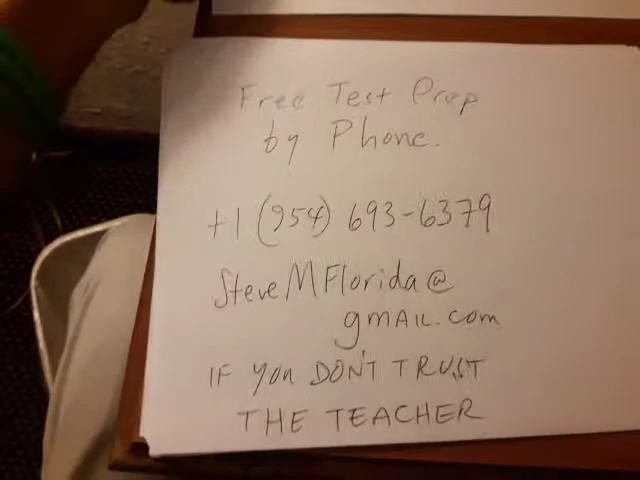 Free Test Prep
by Phone.
+1 (954) 693-6379
SteveMFlorida@
gmAIL.com
IF you DON'T TRUST
THE TEACHER